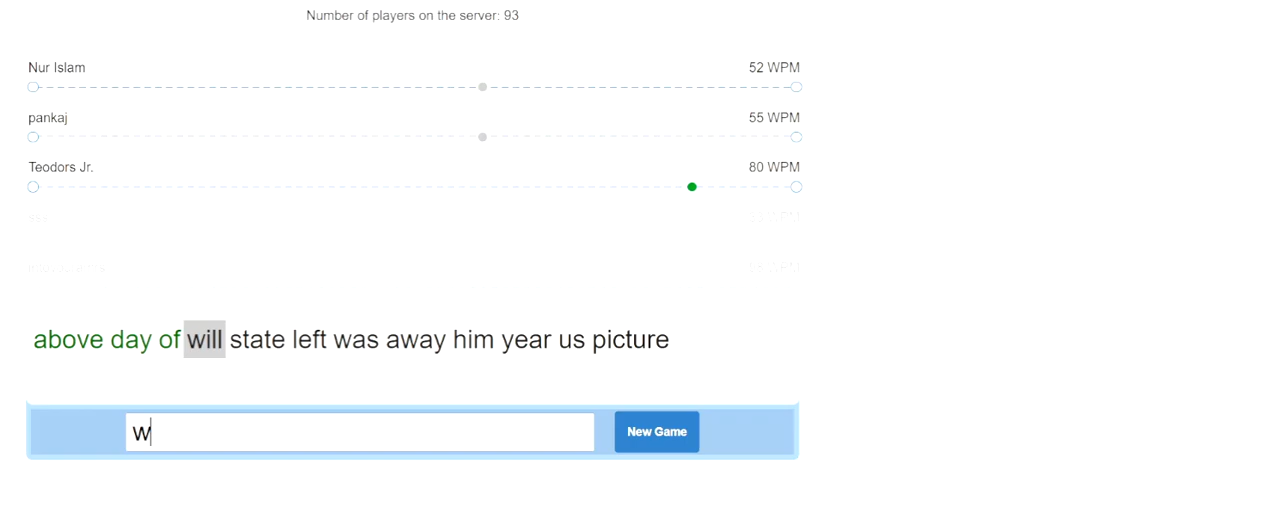 Number of players on the server: 93
Nur Islam 52 WPM
pankaj 55 WPM
Teodors Jr. 80 WPM
above day of will state left was away him year us picture
w
New Game